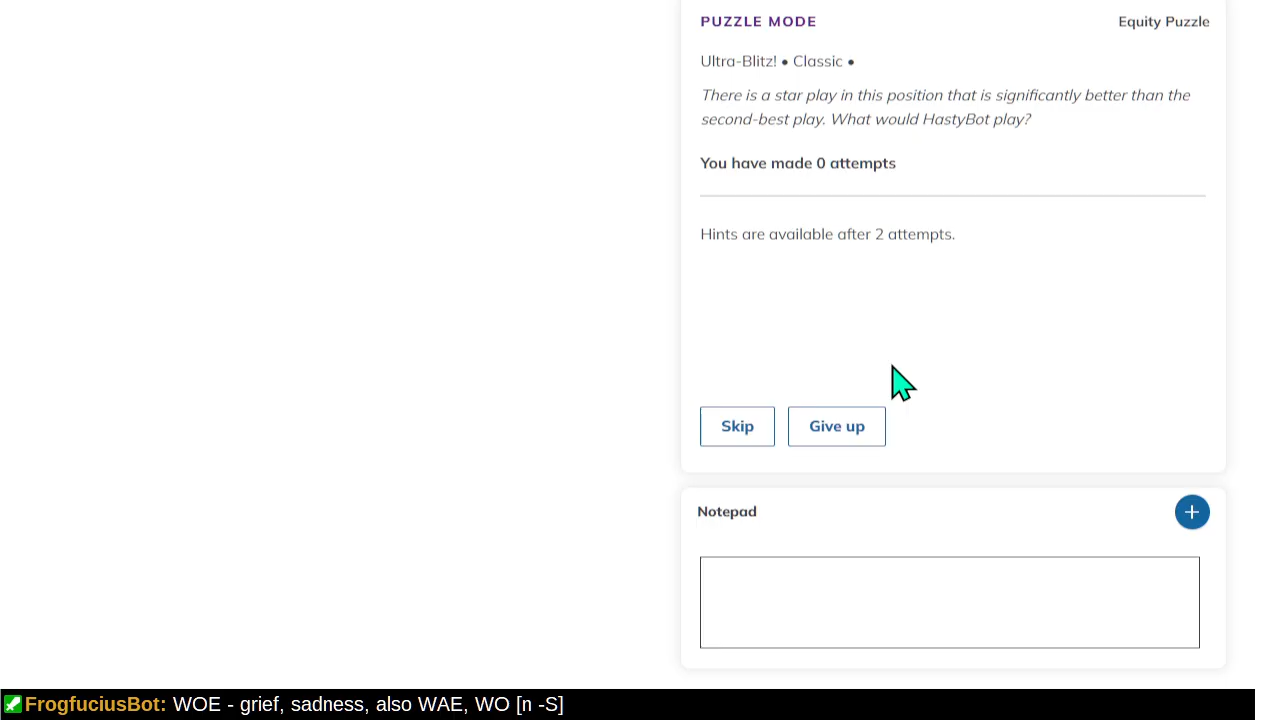 PUZZLE MODE
Equity Puzzle
Ultra-Blitz! • Classic •
There is a star play in this position that is significantly better than the
second-best play. What would HastyBot play?
You have made 0 attempts
Hints are available after 2 attempts.
Skip
Give up
Notepad
FrogfuciusBot: WOE - grief, sadness, also WAE, WO [n -S]